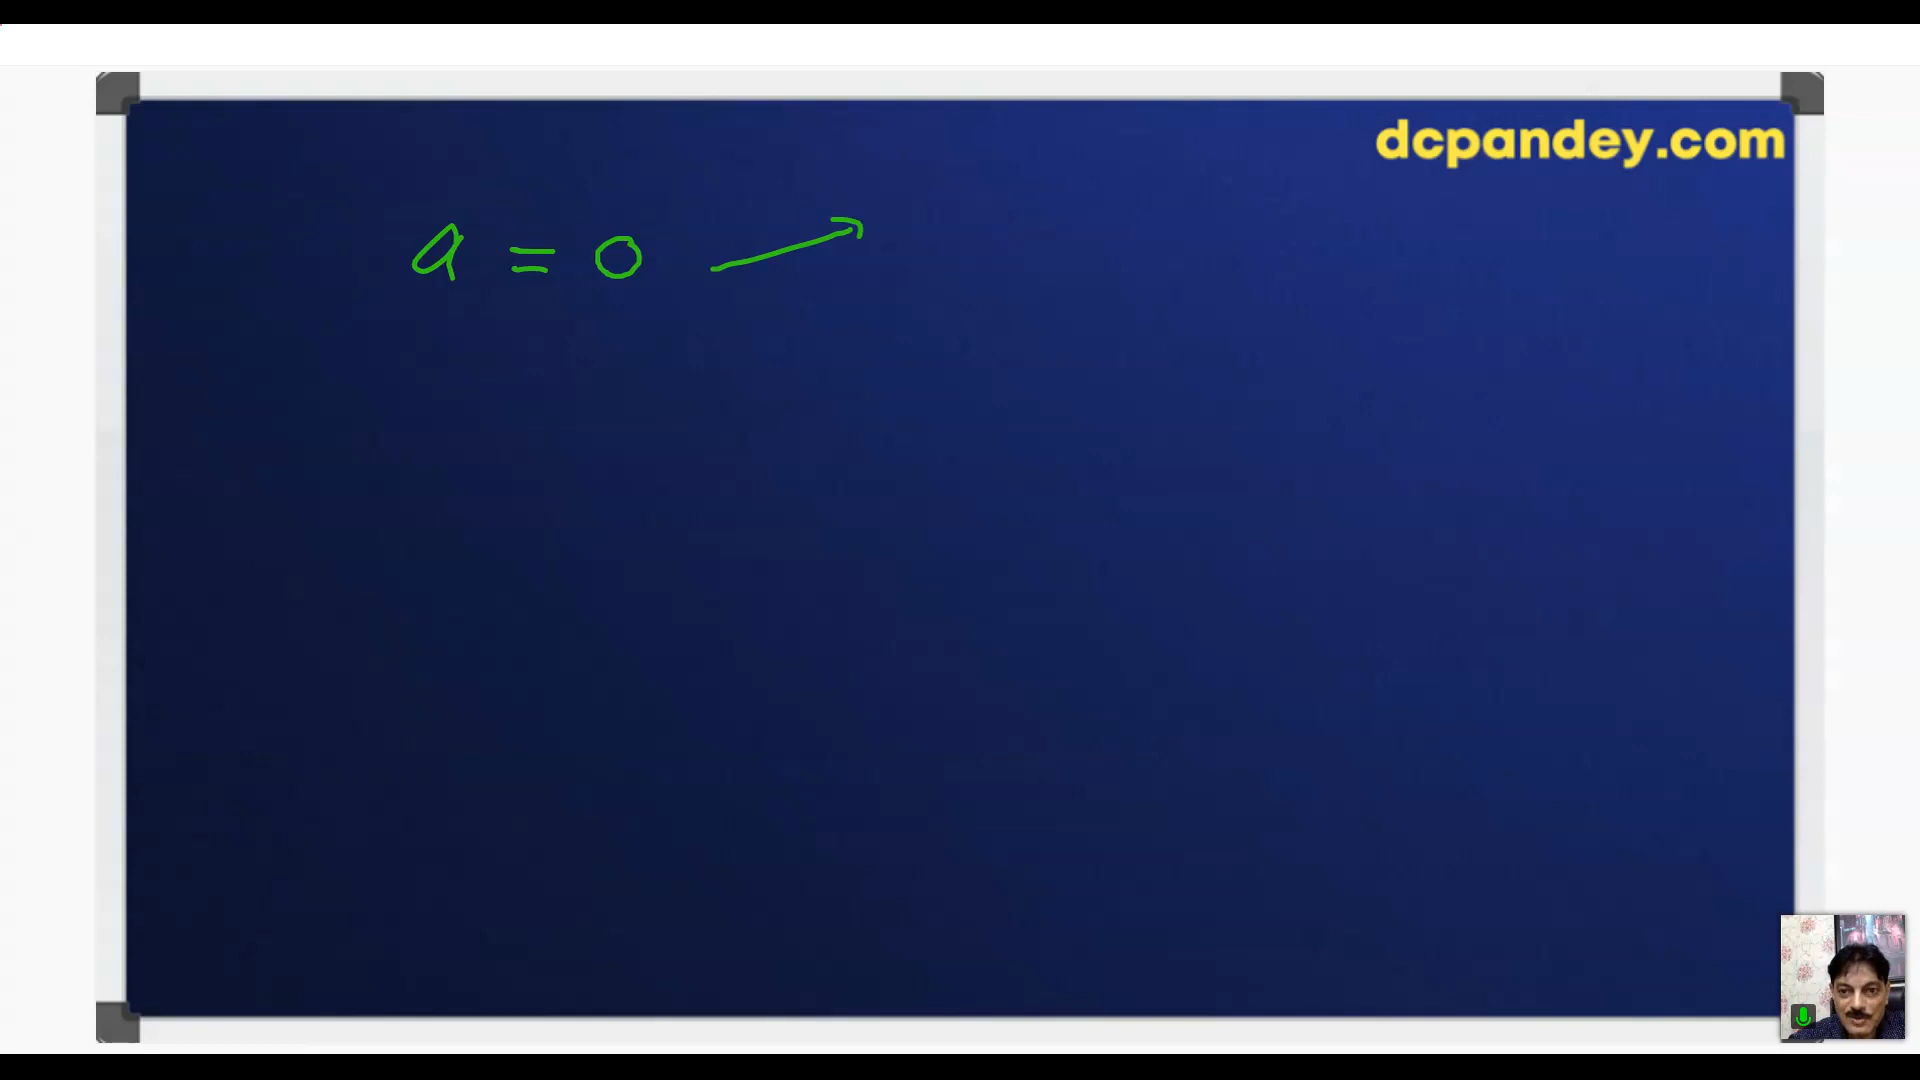 dcpandey.com
a = 0 →